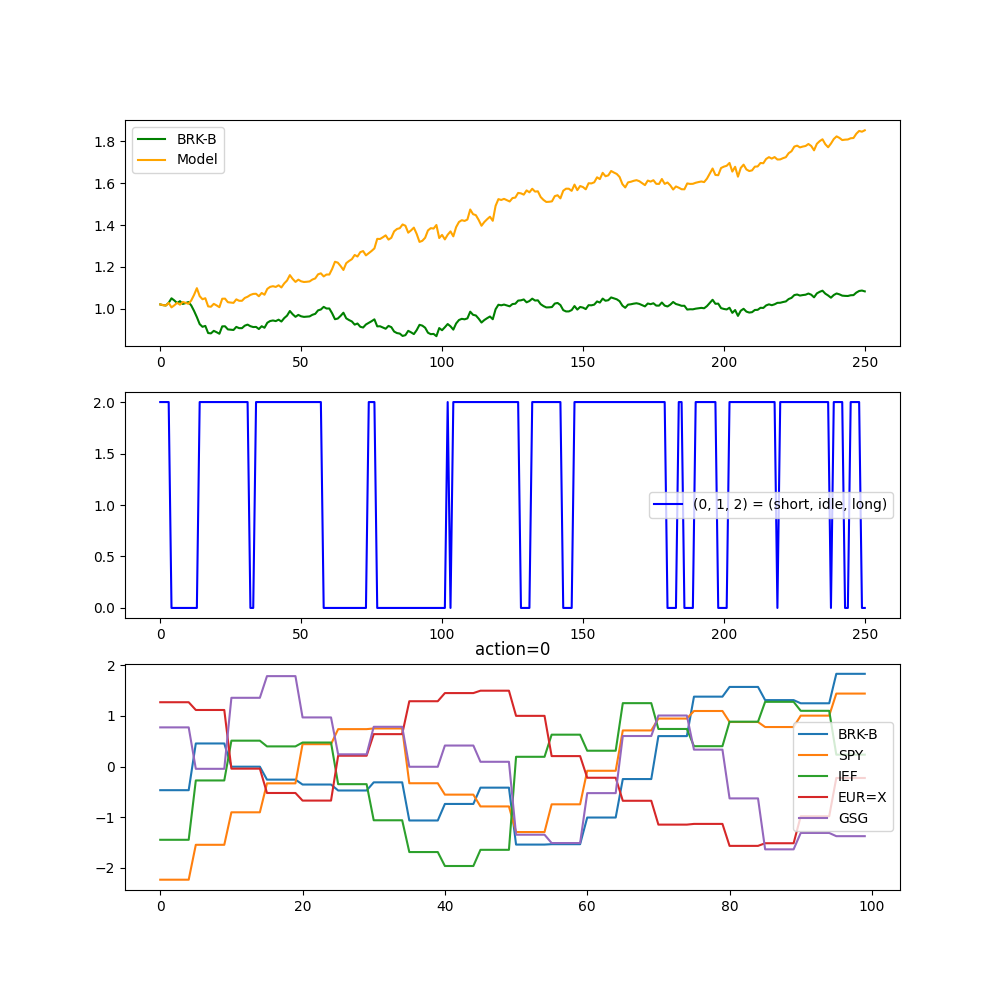 BRK-B
Model
1.8
1.6
1.4
1.2
1.0
0 50 100 150 200 250
2.0
1.5
1.0
0.5
0.0
(0, 1, 2) = (short, idle, long)
0 50 100 150 200 250
action=0
2
1
0
−1
−2
BRK-B
SPY
IEF
EUR=X
GSG
0 20 40 60 80 100